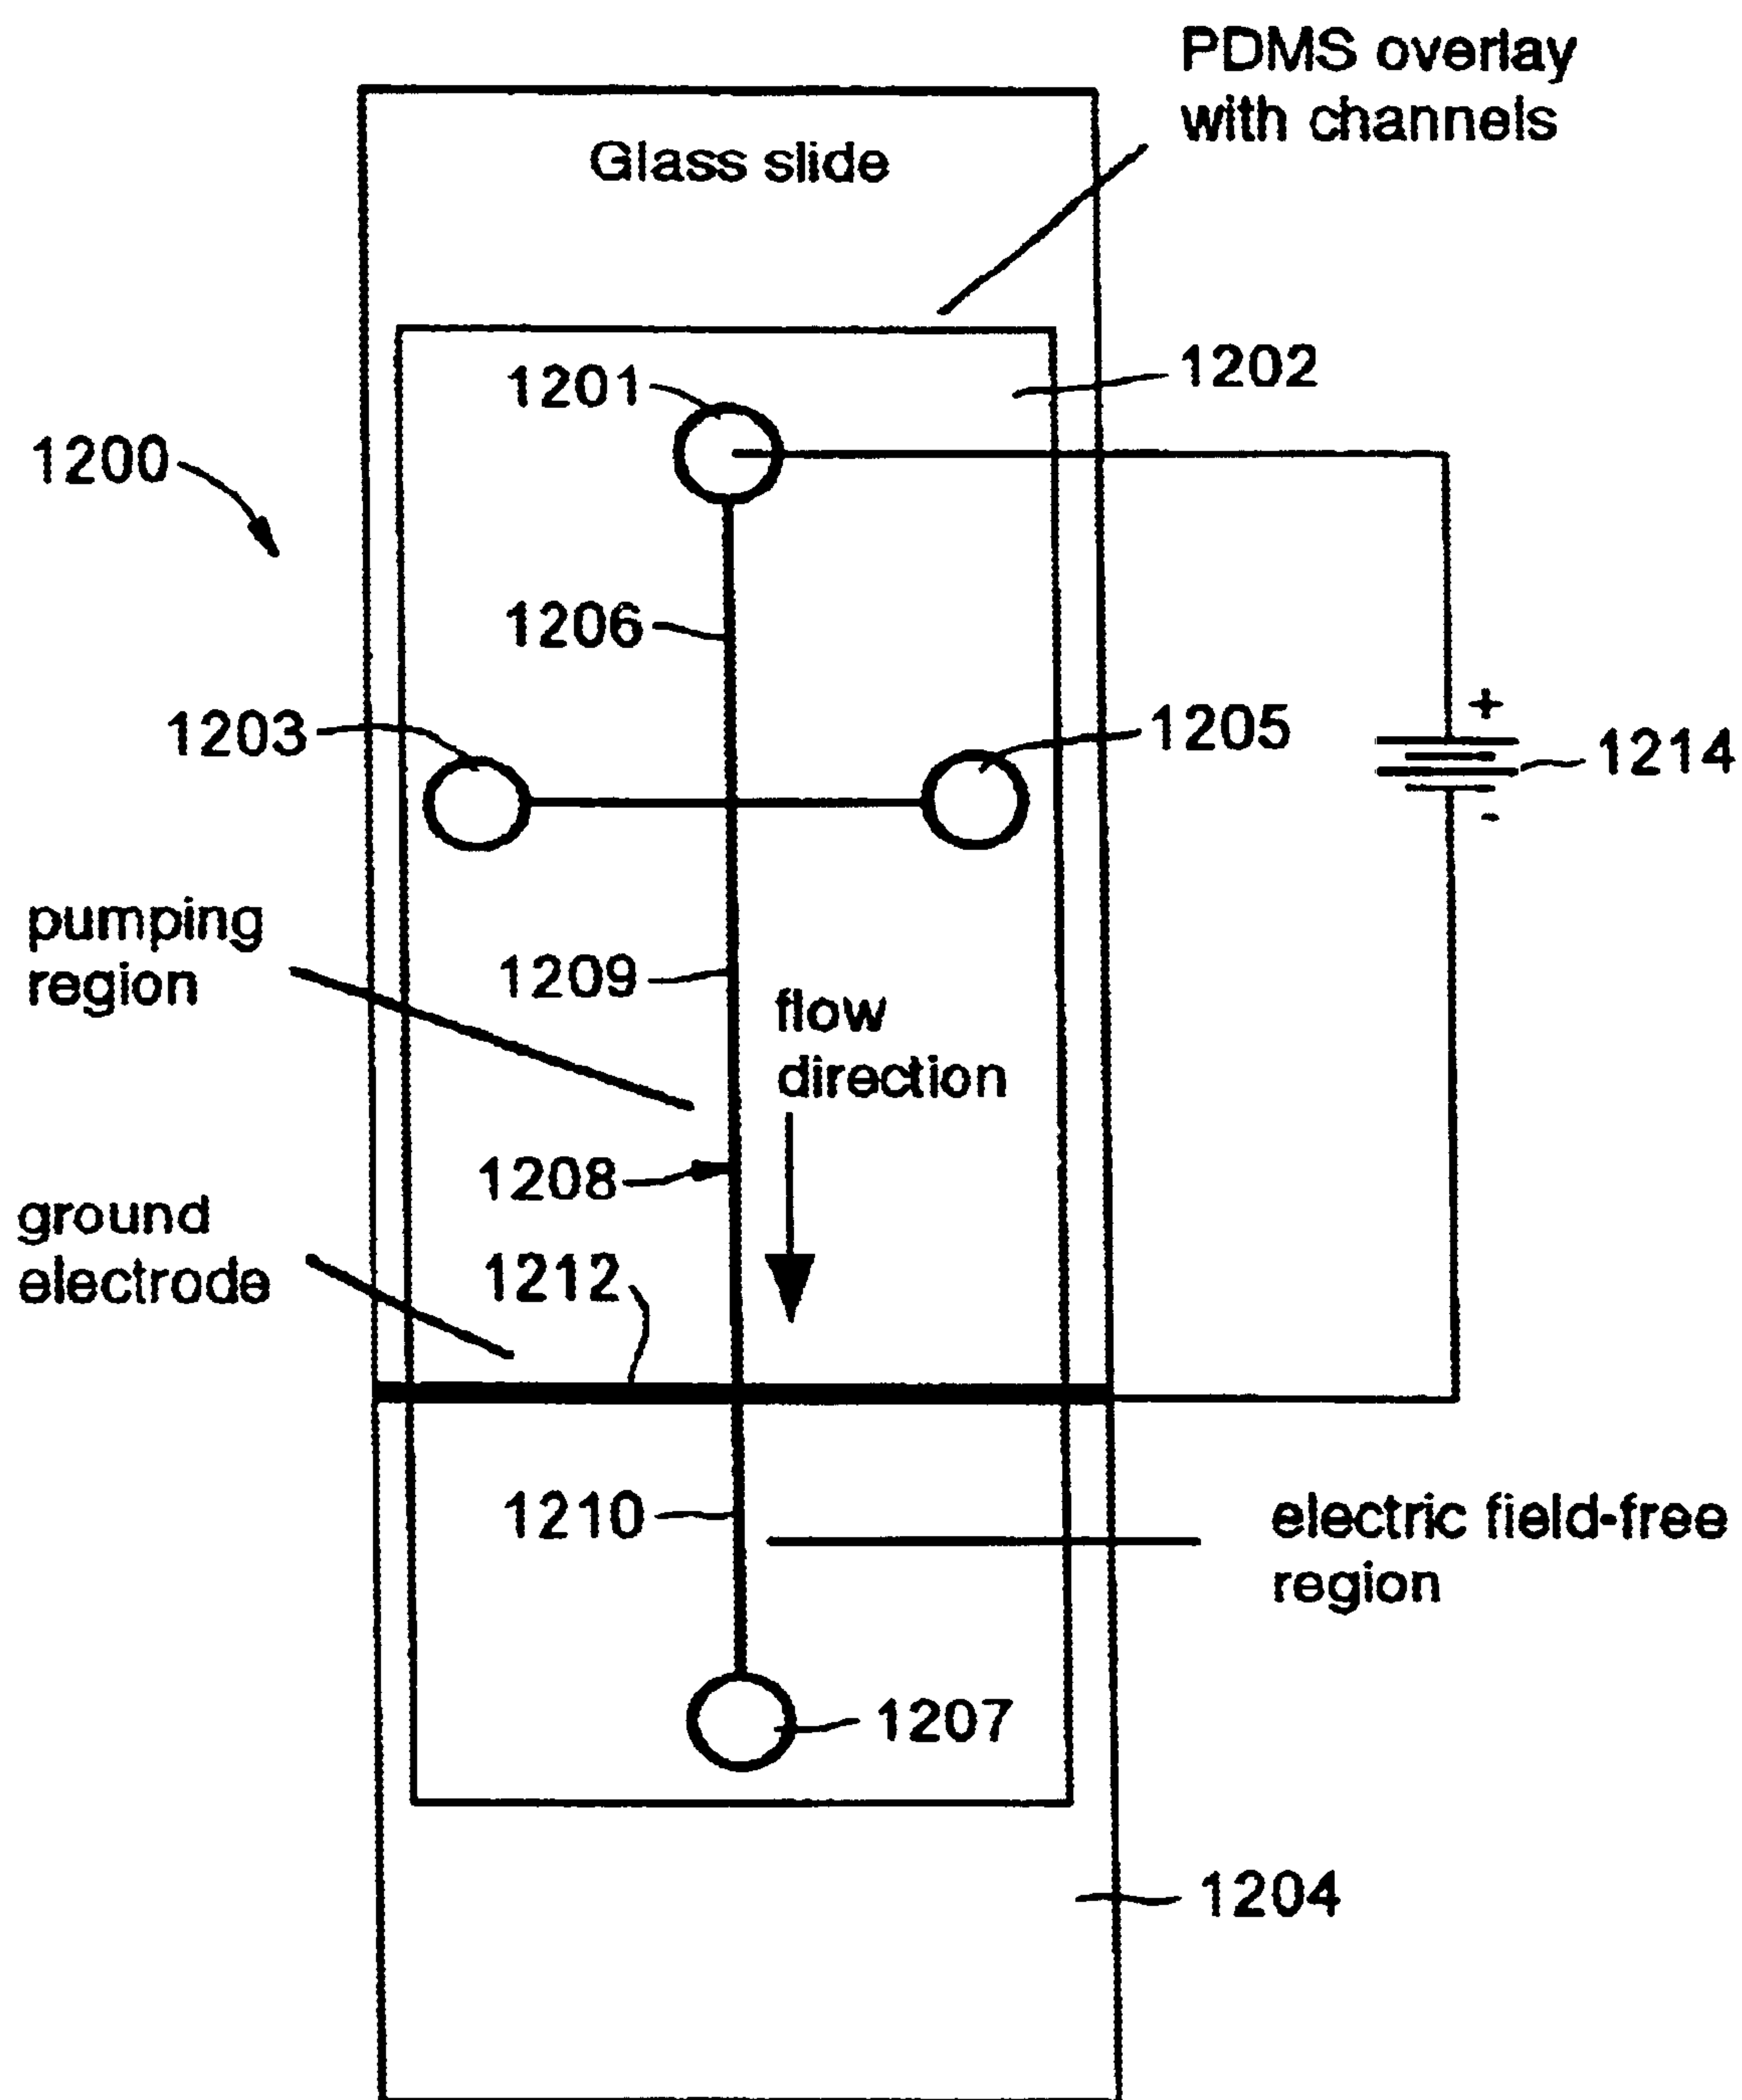 PDMS overlay
with channels
Glass slide
1201
1202
1200
1206
1203
1205
+
1214
-
pumping
region
1209
flow
direction
1208
ground
electrode
1212
1210
electric field-free
region
1207
1204